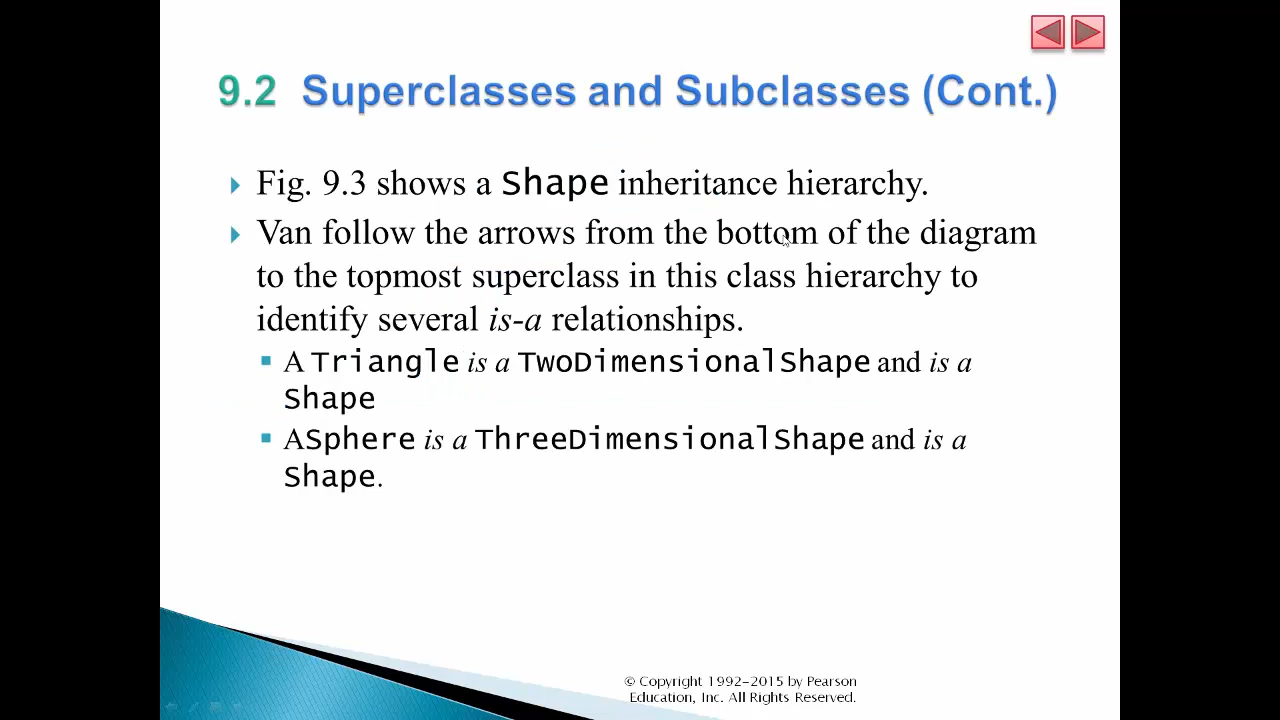 9.2 Superclasses and Subclasses (Cont.)
Fig. 9.3 shows a Shape inheritance hierarchy.
Van follow the arrows from the bottom of the diagram
to the topmost superclass in this class hierarchy to
identify several is-a relationships.
A Triangle is a TwoDimensionalShape and is a
Shape
ASphere is a ThreeDimensionalShape and is a
Shape.
© Copyright 1992-2015 by Pearson
Education, Inc. All Rights Reserved.